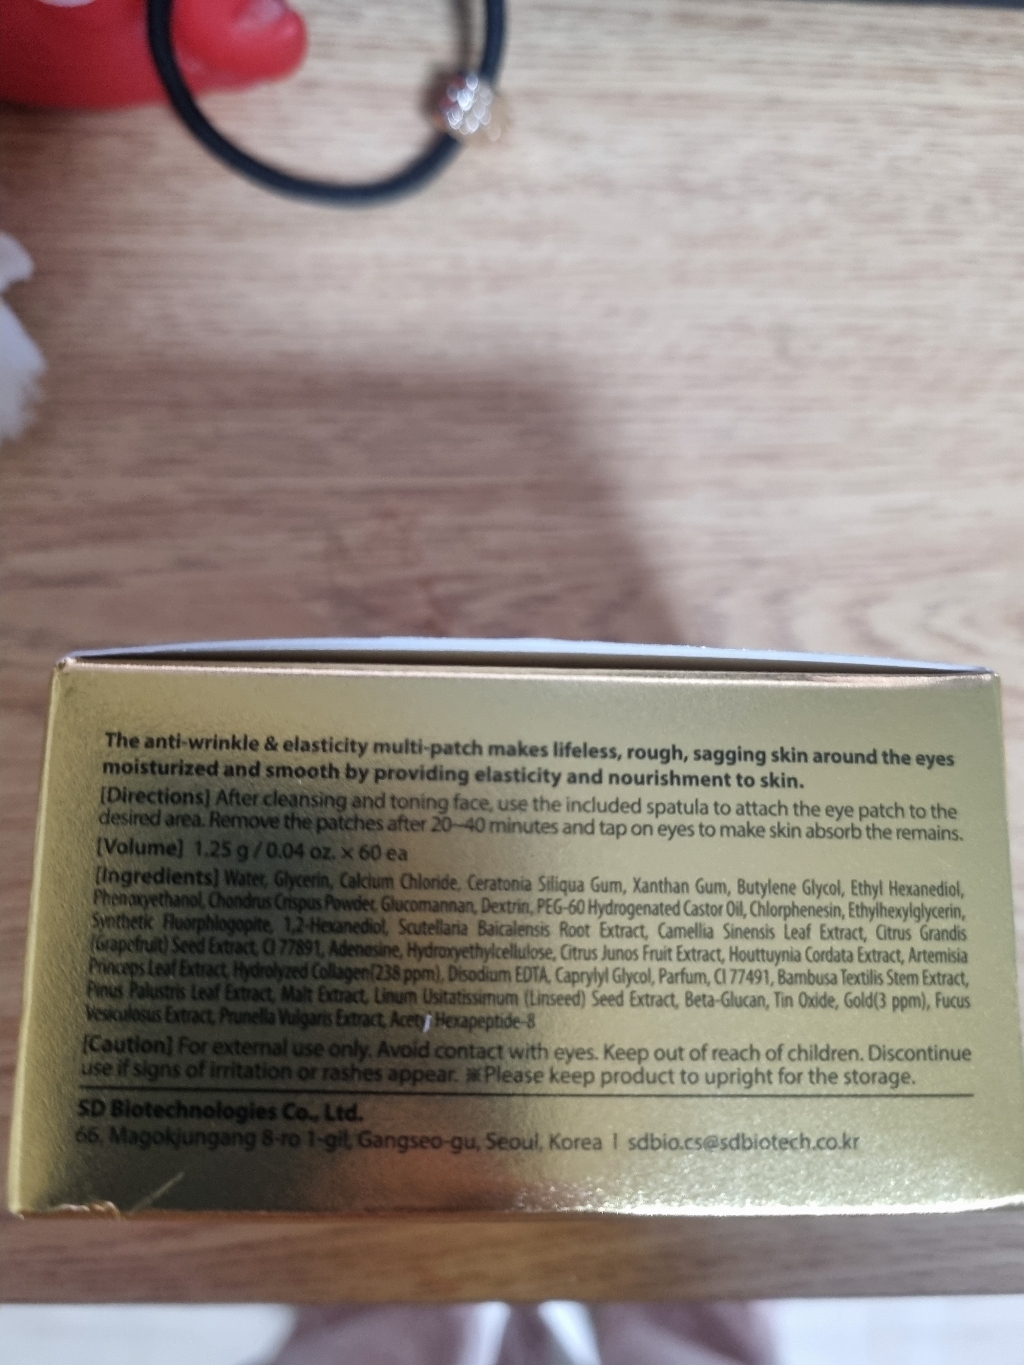 The anti-wrinkle & elasticity multi-patch makes lifeless, rough, sagging skin around the eyes
moisturized and smooth by providing elasticity and nourishment to skin.
[Directions] After cleansing and toning face, use the included spatula to attach the eye patch to the
desired area. Remove the patches after 20~40 minutes and tap on eyes to make skin absorb the remains.
[Volume] 1.25 g / 0.04 oz. x 60 ea
[Ingredients] Water, Glycerin, Calcium Chloride, Ceratonia Siliqua Gum, Xanthan Gum, Butylene Glycol, Ethyl Hexanediol,
Phenoxyethanol, Chondrus Crispus Powder, Glucomannan, Dextrin, PEG-60 Hydrogenated Castor Oil, Chlorphenesin, Ethylhexylglycerin,
Synthetic Fluorphlogopite, 1,2-Hexanediol, Scutellaria Baicalensis Root Extract, Camellia Sinensis Leaf Extract, Citrus Grandis
(Grapefruit) Seed Extract, CI 77891, Adenosine, Hydroxyethylcellulose, Citrus Junos Fruit Extract, Houttuynia Cordata Extract, Artemisia
Princeps Leaf Extract, Hydrolyzed Collagen(238 ppm), Disodium EDTA, Caprylyl Glycol, Parfum, CI 77491, Bambusa Textilis Stem Extract,
Pinus Palustris Leaf Extract, Malt Extract, Linum Usitatissimum (Linseed) Seed Extract, Beta-Glucan, Tin Oxide, Gold(3 ppm), Fucus
Vesiculosus Extract, Prunella Vulgaris Extract, Acetyl Hexapeptide-8
[Caution] For external use only. Avoid contact with eyes. Keep out of reach of children. Discontinue
use if signs of irritation or rashes appear. ※Please keep product to upright for the storage.
SD Biotechnologies Co., Ltd.
66, Magokjungang 8-ro 1-gil, Gangseo-gu, Seoul, Korea | sdbio.cs@sdbiotech.co.kr